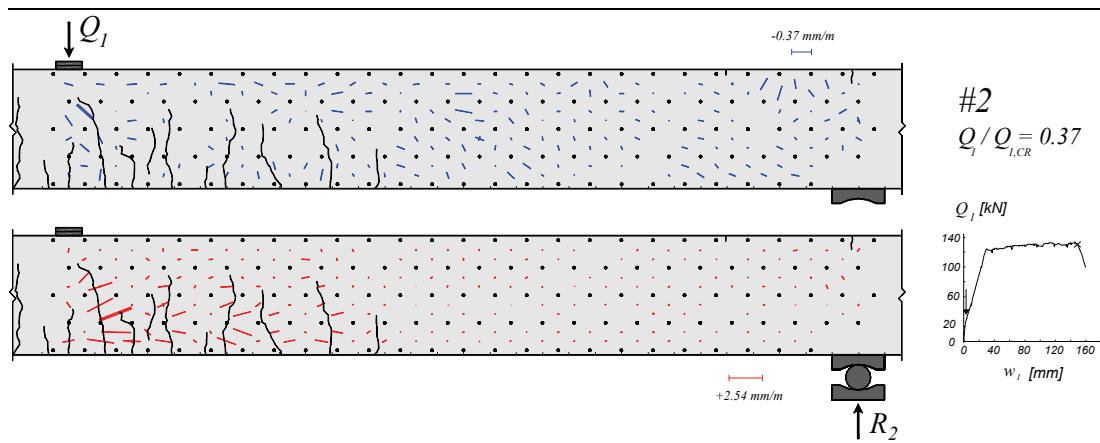 Q1
-0.37 mm/m
#2
Q1 / Q1,CR = 0.37
Q1 [kN]
140
100
60
20
0
0 40 80 120 160
w1 [mm]
+2.54 mm/m
R2